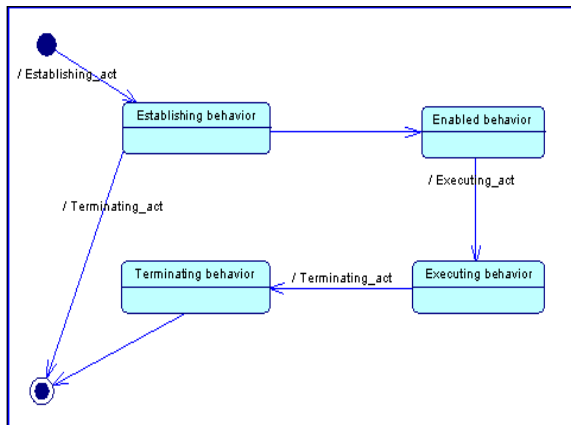 / Establishing_act
Establishing behavior
Enabled behavior
/ Executing_act
/ Terminating_act
Terminating behavior
/ Terminating_act
Executing behavior